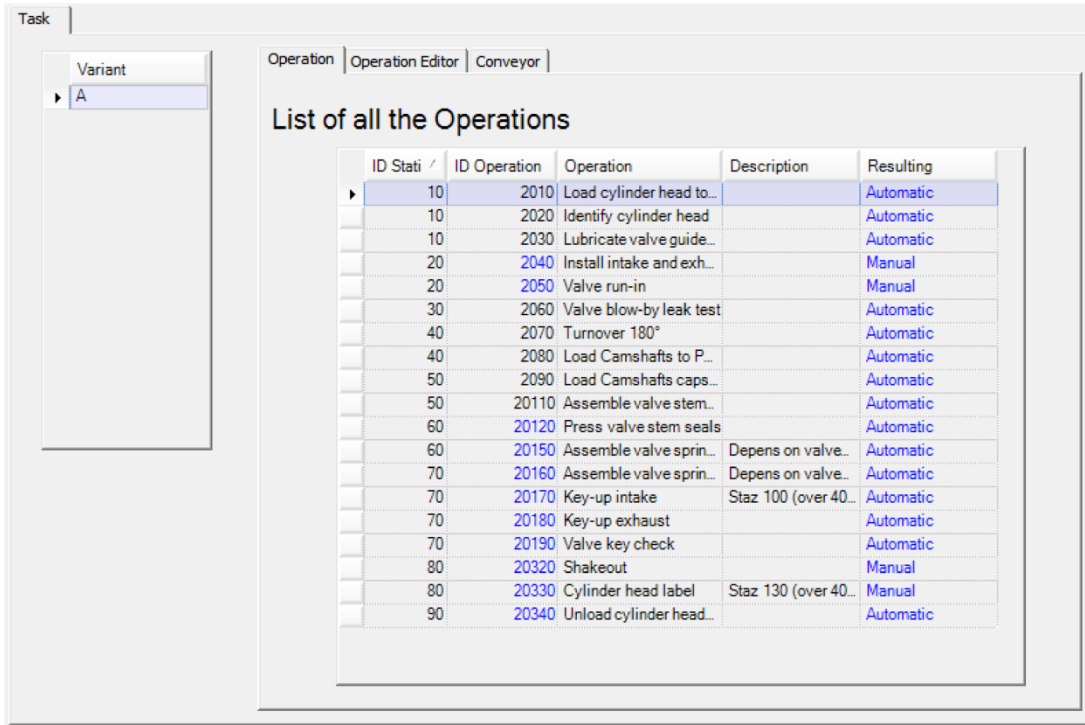 Task
Variant
A
Operation Operation Editor Conveyor
List of all the Operations
ID Stati ID Operation Operation Description Resulting
10 2010 Load cylinder head to... Automatic
10 2020 Identify cylinder head Automatic
10 2030 Lubricate valve guide... Automatic
20 2040 Install intake and exh... Manual
20 2050 Valve run-in Manual
30 2060 Valve blow-by leak test Automatic
40 2070 Turnover 180° Automatic
40 2080 Load Camshafts to P... Automatic
50 2090 Load Camshafts caps... Automatic
50 20110 Assemble valve stem... Automatic
60 20120 Press valve stem seals Automatic
60 20150 Assemble valve sprin... Depens on valve... Automatic
70 20160 Assemble valve sprin... Depens on valve... Automatic
70 20170 Key-up intake Staz 100 (over 40... Automatic
70 20180 Key-up exhaust Automatic
70 20190 Valve key check Automatic
80 20320 Shakeout Manual
80 20330 Cylinder head label Staz 130 (over 40... Manual
90 20340 Unload cylinder head... Automatic